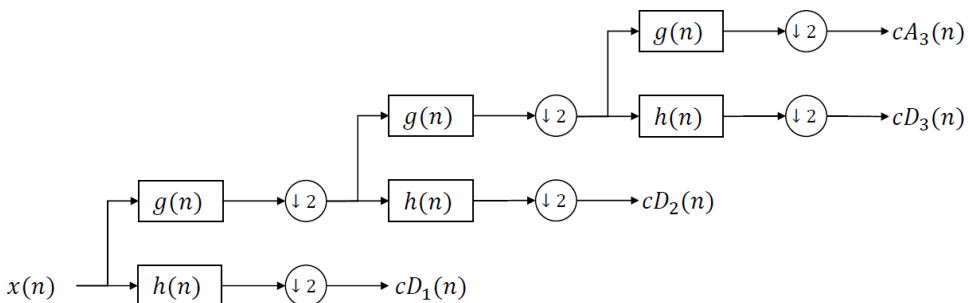 g(n) ↓2 cA₃(n)
g(n) ↓2 h(n) ↓2 cD₃(n)
g(n) ↓2 h(n) ↓2 cD₂(n)
x(n) h(n) ↓2 cD₁(n)